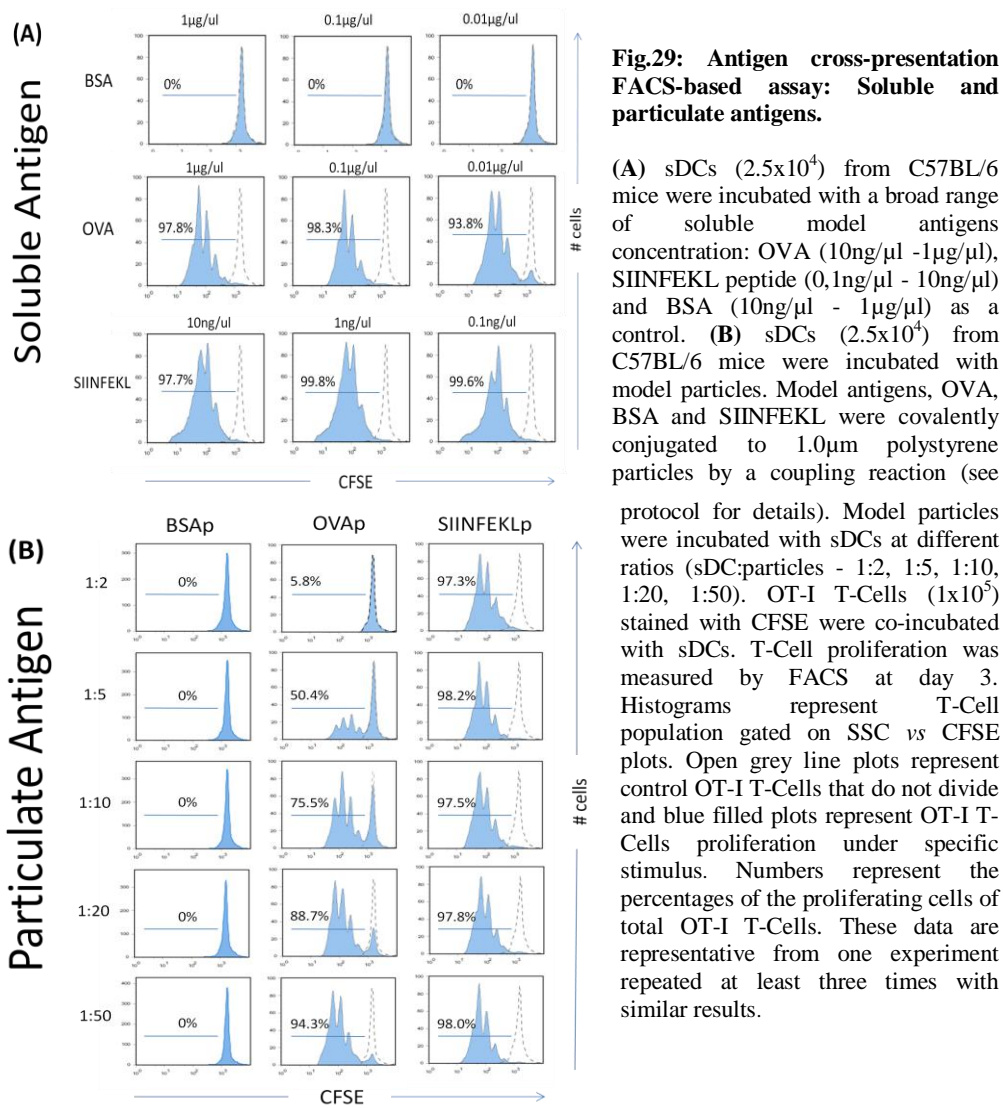 (A)
Soluble Antigen
1µg/ul
0.1µg/ul
0.01µg/ul
BSA
0%
0%
0%
1µg/ul
0.1µg/ul
0.01µg/ul
OVA
97.8%
98.3%
93.8%
10ng/ul
1ng/ul
0.1ng/ul
SIINFEKL
97.7%
99.8%
99.6%
# cells
CFSE
(B)
Particulate Antigen
BSAp
OVAp
SIINFEKLp
1:2
0%
5.8%
97.3%
1:5
0%
50.4%
98.2%
1:10
0%
75.5%
97.5%
1:20
0%
88.7%
97.8%
1:50
0%
94.3%
98.0%
# cells
CFSE
Fig.29: Antigen cross-presentation
FACS-based assay: Soluble and
particulate antigens.
(A) sDCs (2.5x10⁴) from C57BL/6
mice were incubated with a broad range
of soluble model antigens
concentration: OVA (10ng/µl -1µg/µl),
SIINFEKL peptide (0,1ng/µl - 10ng/µl)
and BSA (10ng/µl - 1µg/µl) as a
control. (B) sDCs (2.5x10⁴) from
C57BL/6 mice were incubated with
model particles. Model antigens, OVA,
BSA and SIINFEKL were covalently
conjugated to 1.0µm polystyrene
particles by a coupling reaction (see
protocol for details). Model particles
were incubated with sDCs at different
ratios (sDC:particles - 1:2, 1:5, 1:10,
1:20, 1:50). OT-I T-Cells (1x10⁵)
stained with CFSE were co-incubated
with sDCs. T-Cell proliferation was
measured by FACS at day 3.
Histograms represent T-Cell
population gated on SSC vs CFSE
plots. Open grey line plots represent
control OT-I T-Cells that do not divide
and blue filled plots represent OT-I T-
Cells proliferation under specific
stimulus. Numbers represent the
percentages of the proliferating cells of
total OT-I T-Cells. These data are
representative from one experiment
repeated at least three times with
similar results.